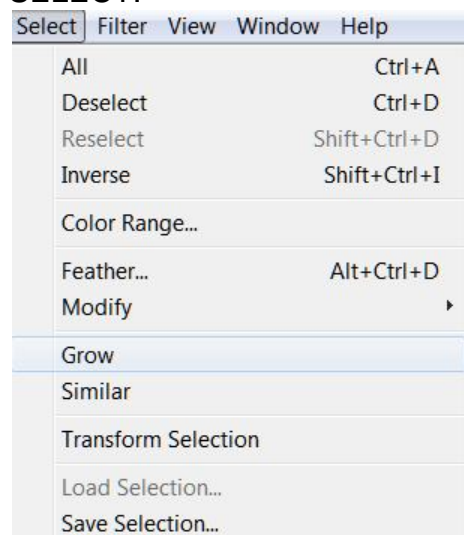 SELECT:
Select Filter View Window Help
All Ctrl+A
Deselect Ctrl+D
Reselect Shift+Ctrl+D
Inverse Shift+Ctrl+I
Color Range...
Feather... Alt+Ctrl+D
Modify
Grow
Similar
Transform Selection
Load Selection...
Save Selection...